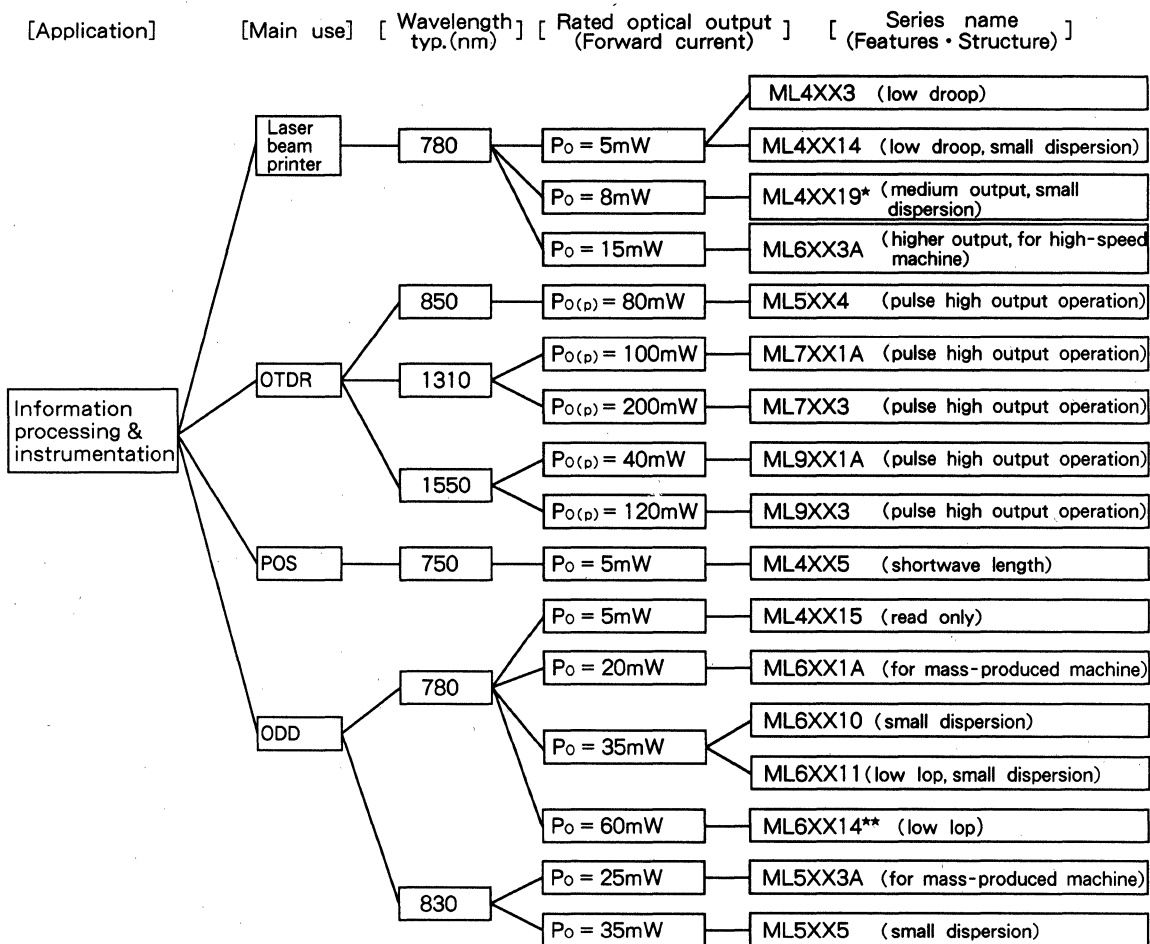 [Application] [Main use] [Wavelength typ.(nm)] [Rated optical output (Forward current)] [Series name (Features・Structure)]
Information
processing &
instrumentation
Laser
beam
printer
780
Po = 5mW
ML4XX3 (low droop)
ML4XX14 (low droop, small dispersion)
Po = 8mW
ML4XX19* (medium output, small
dispersion)
Po = 15mW
ML6XX3A (higher output, for high-speed
machine)
OTDR
850
Po(p) = 80mW
ML5XX4 (pulse high output operation)
1310
Po(p) = 100mW
ML7XX1A (pulse high output operation)
Po(p) = 200mW
ML7XX3 (pulse high output operation)
1550
Po(p) = 40mW
ML9XX1A (pulse high output operation)
Po(p) = 120mW
ML9XX3 (pulse high output operation)
POS
750
Po = 5mW
ML4XX5 (shortwave length)
ODD
780
Po = 5mW
ML4XX15 (read only)
Po = 20mW
ML6XX1A (for mass-produced machine)
Po = 35mW
ML6XX10 (small dispersion)
ML6XX11 (low lop, small dispersion)
Po = 60mW
ML6XX14** (low lop)
830
Po = 25mW
ML5XX3A (for mass-produced machine)
Po = 35mW
ML5XX5 (small dispersion)